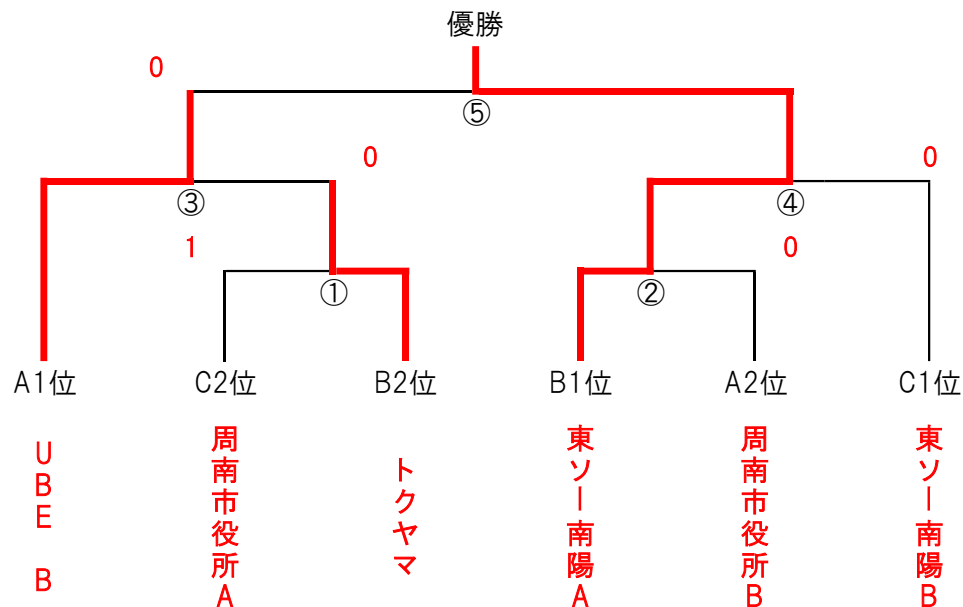 優勝
0
⑤
0
0
③
④
1
0
①
②
A1位
C2位
B2位
B1位
A2位
C1位
UBE B
周南市役所A
トクヤマ
東ソー南陽A
周南市役所B
東ソー南陽B